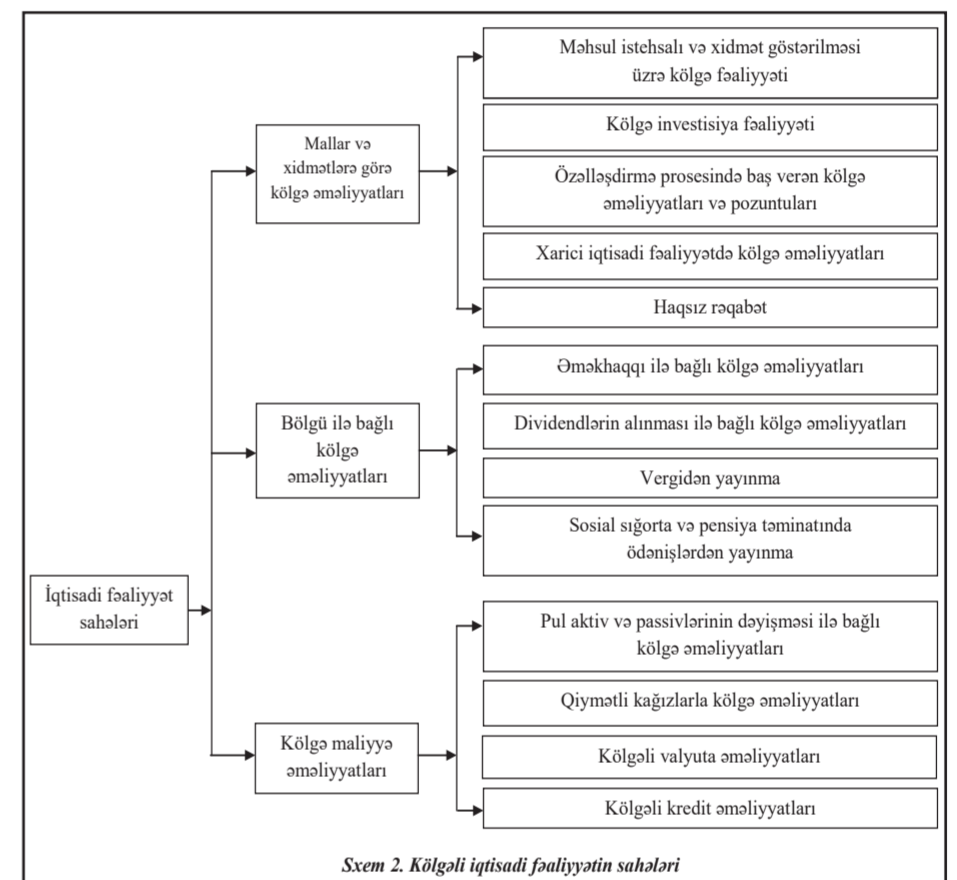 Məhsul istehsalı və xidmət göstərilməsi
üzrə kölgə fəaliyyəti
Mallar və
xidmətlərə görə
kölgə əməliyyatları
Kölgə investisiya fəaliyyəti
Özəlləşdirmə prosesində baş verən kölgə
əməliyyatları və pozuntuları
Xarici iqtisadi fəaliyyətdə kölgə əməliyyatları
Haqsız rəqabət
Bölgü ilə bağlı
kölgə
əməliyyatları
Əməkhaqqı ilə bağlı kölgə əməliyyatları
Dividendlərin alınması ilə bağlı kölgə əməliyyatları
Vergidən yayınma
Sosial sığorta və pensiya təminatında
ödənişlərdən yayınma
İqtisadi fəaliyyət
sahələri
Pul aktiv və passivlərinin dəyişməsi ilə bağlı
kölgə əməliyyatları
Kölgə maliyyə
əməliyyatları
Qiymətli kağızlarla kölgə əməliyyatları
Kölgəli valyuta əməliyyatları
Kölgəli kredit əməliyyatları
Sxem 2. Kölgəli iqtisadi fəaliyyətin sahələri